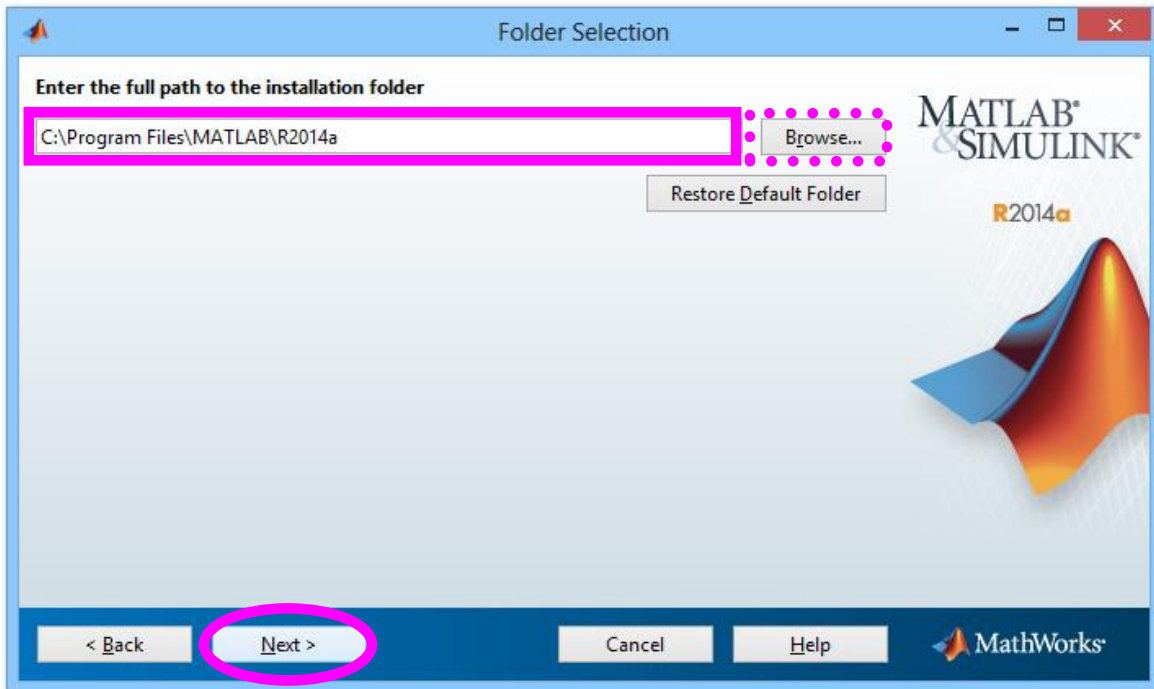 Folder Selection
Enter the full path to the installation folder
C:\Program Files\MATLAB\R2014a
Browse...
Restore Default Folder
MATLAB®
&SIMULINK®
R2014a
< Back
Next >
Cancel
Help
MathWorks®